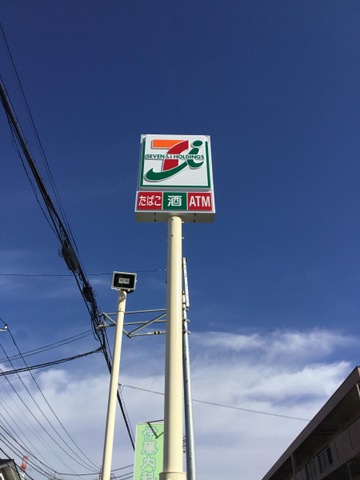 SEVEN & i HOLDINGS
たばこ 酒 ATM